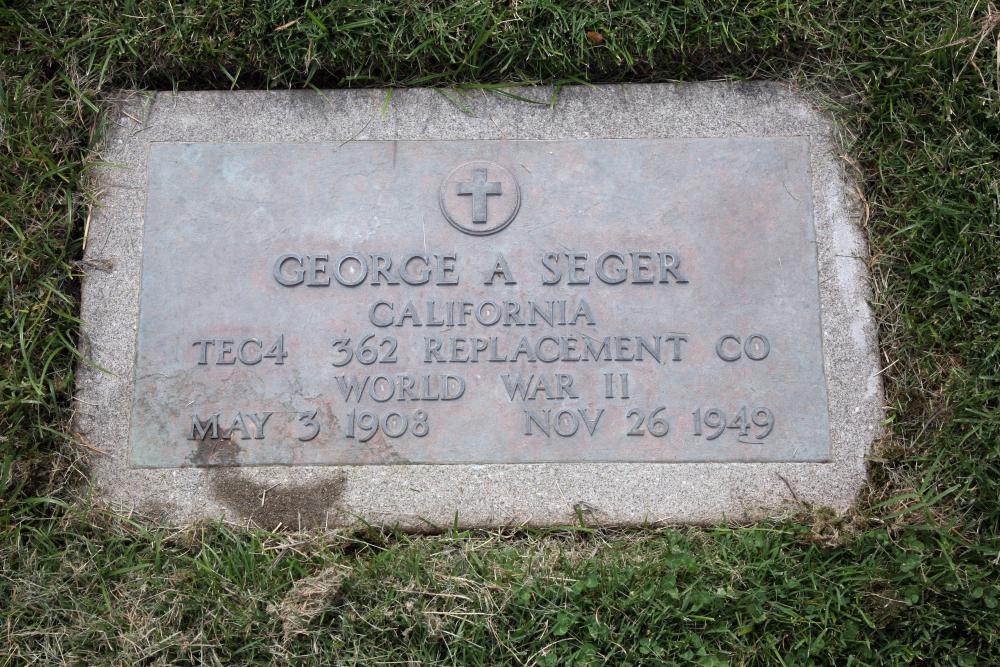 GEORGE A SEGER
CALIFORNIA
TEC4 362 REPLACEMENT CO
WORLD WAR II
MAY 3 1908 NOV 26 1949